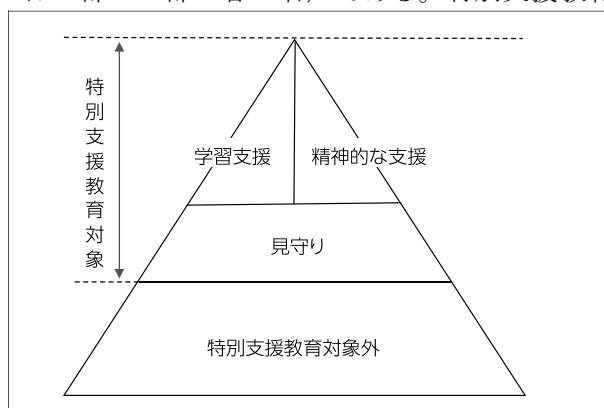 特別支援教育対象
学習支援
精神的な支援
見守り
特別支援教育対象外